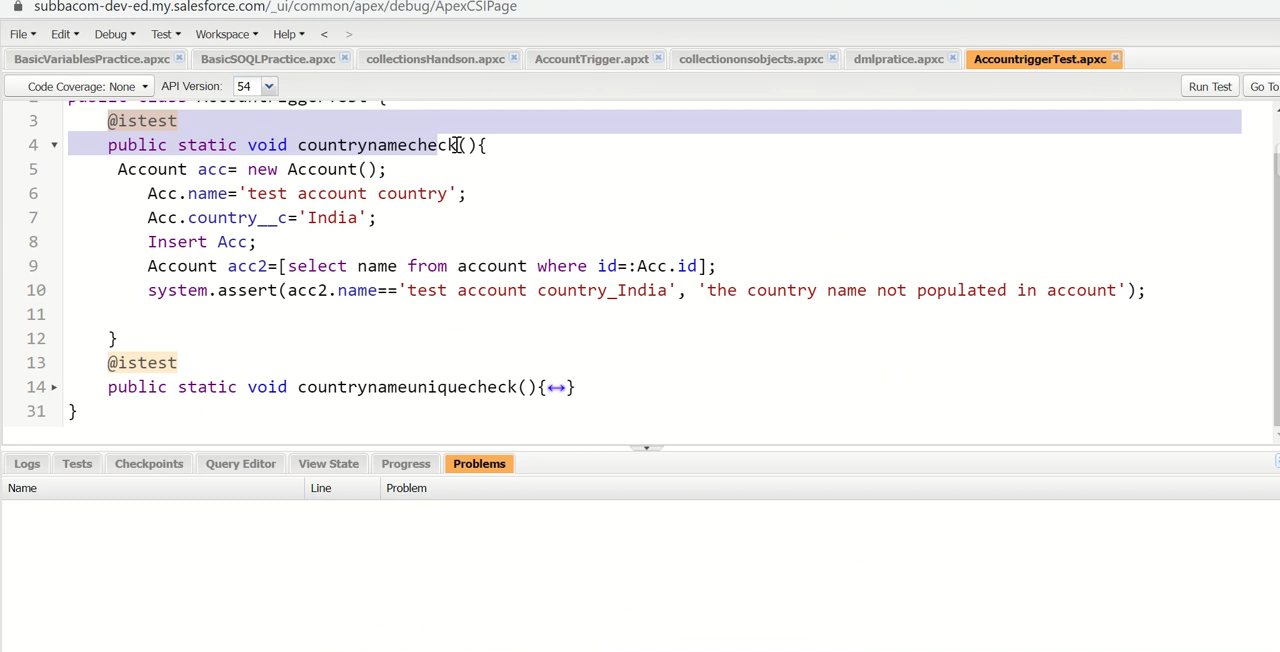 subbacom-dev-ed.my.salesforce.com/_ui/common/apex/debug/ApexCSIPage
File Edit Debug Test Workspace Help < >
BasicVariablesPractice.apxc BasicSOQLPractice.apxc collectionsHandson.apxc AccountTrigger.apxt collectiononsobjects.apxc dmlpratice.apxc AccountriggerTest.apxc
Code Coverage: None API Version: 54 Run Test Go To
3 @istest
4 public static void countrynamecheck(){
5 Account acc= new Account();
6 Acc.name='test account country';
7 Acc.country__c='India';
8 Insert Acc;
9 Account acc2=[select name from account where id=:Acc.id];
10 system.assert(acc2.name=='test account country_India', 'the country name not populated in account');
11
12 }
13 @istest
14 public static void countrynameuniquecheck(){↔}
31 }
Logs Tests Checkpoints Query Editor View State Progress Problems
Name Line Problem